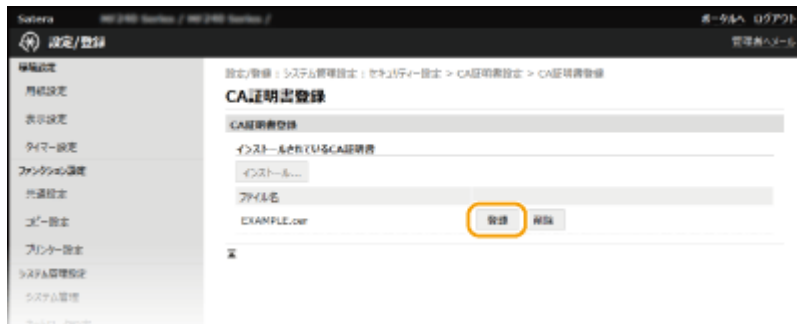 Satera
ポータルへ ログアウト
設定/登録
管理者へメール
環境設定
用紙設定
表示設定
タイマー設定
ファンクション設定
共通設定
コピー設定
プリンター設定
システム管理設定
システム管理
設定/登録 : システム管理設定 : セキュリティー設定 > CA証明書設定 > CA証明書登録
CA証明書登録
CA証明書登録
インストールされているCA証明書
インストール...
ファイル名
EXAMPLE.cer 登録 削除